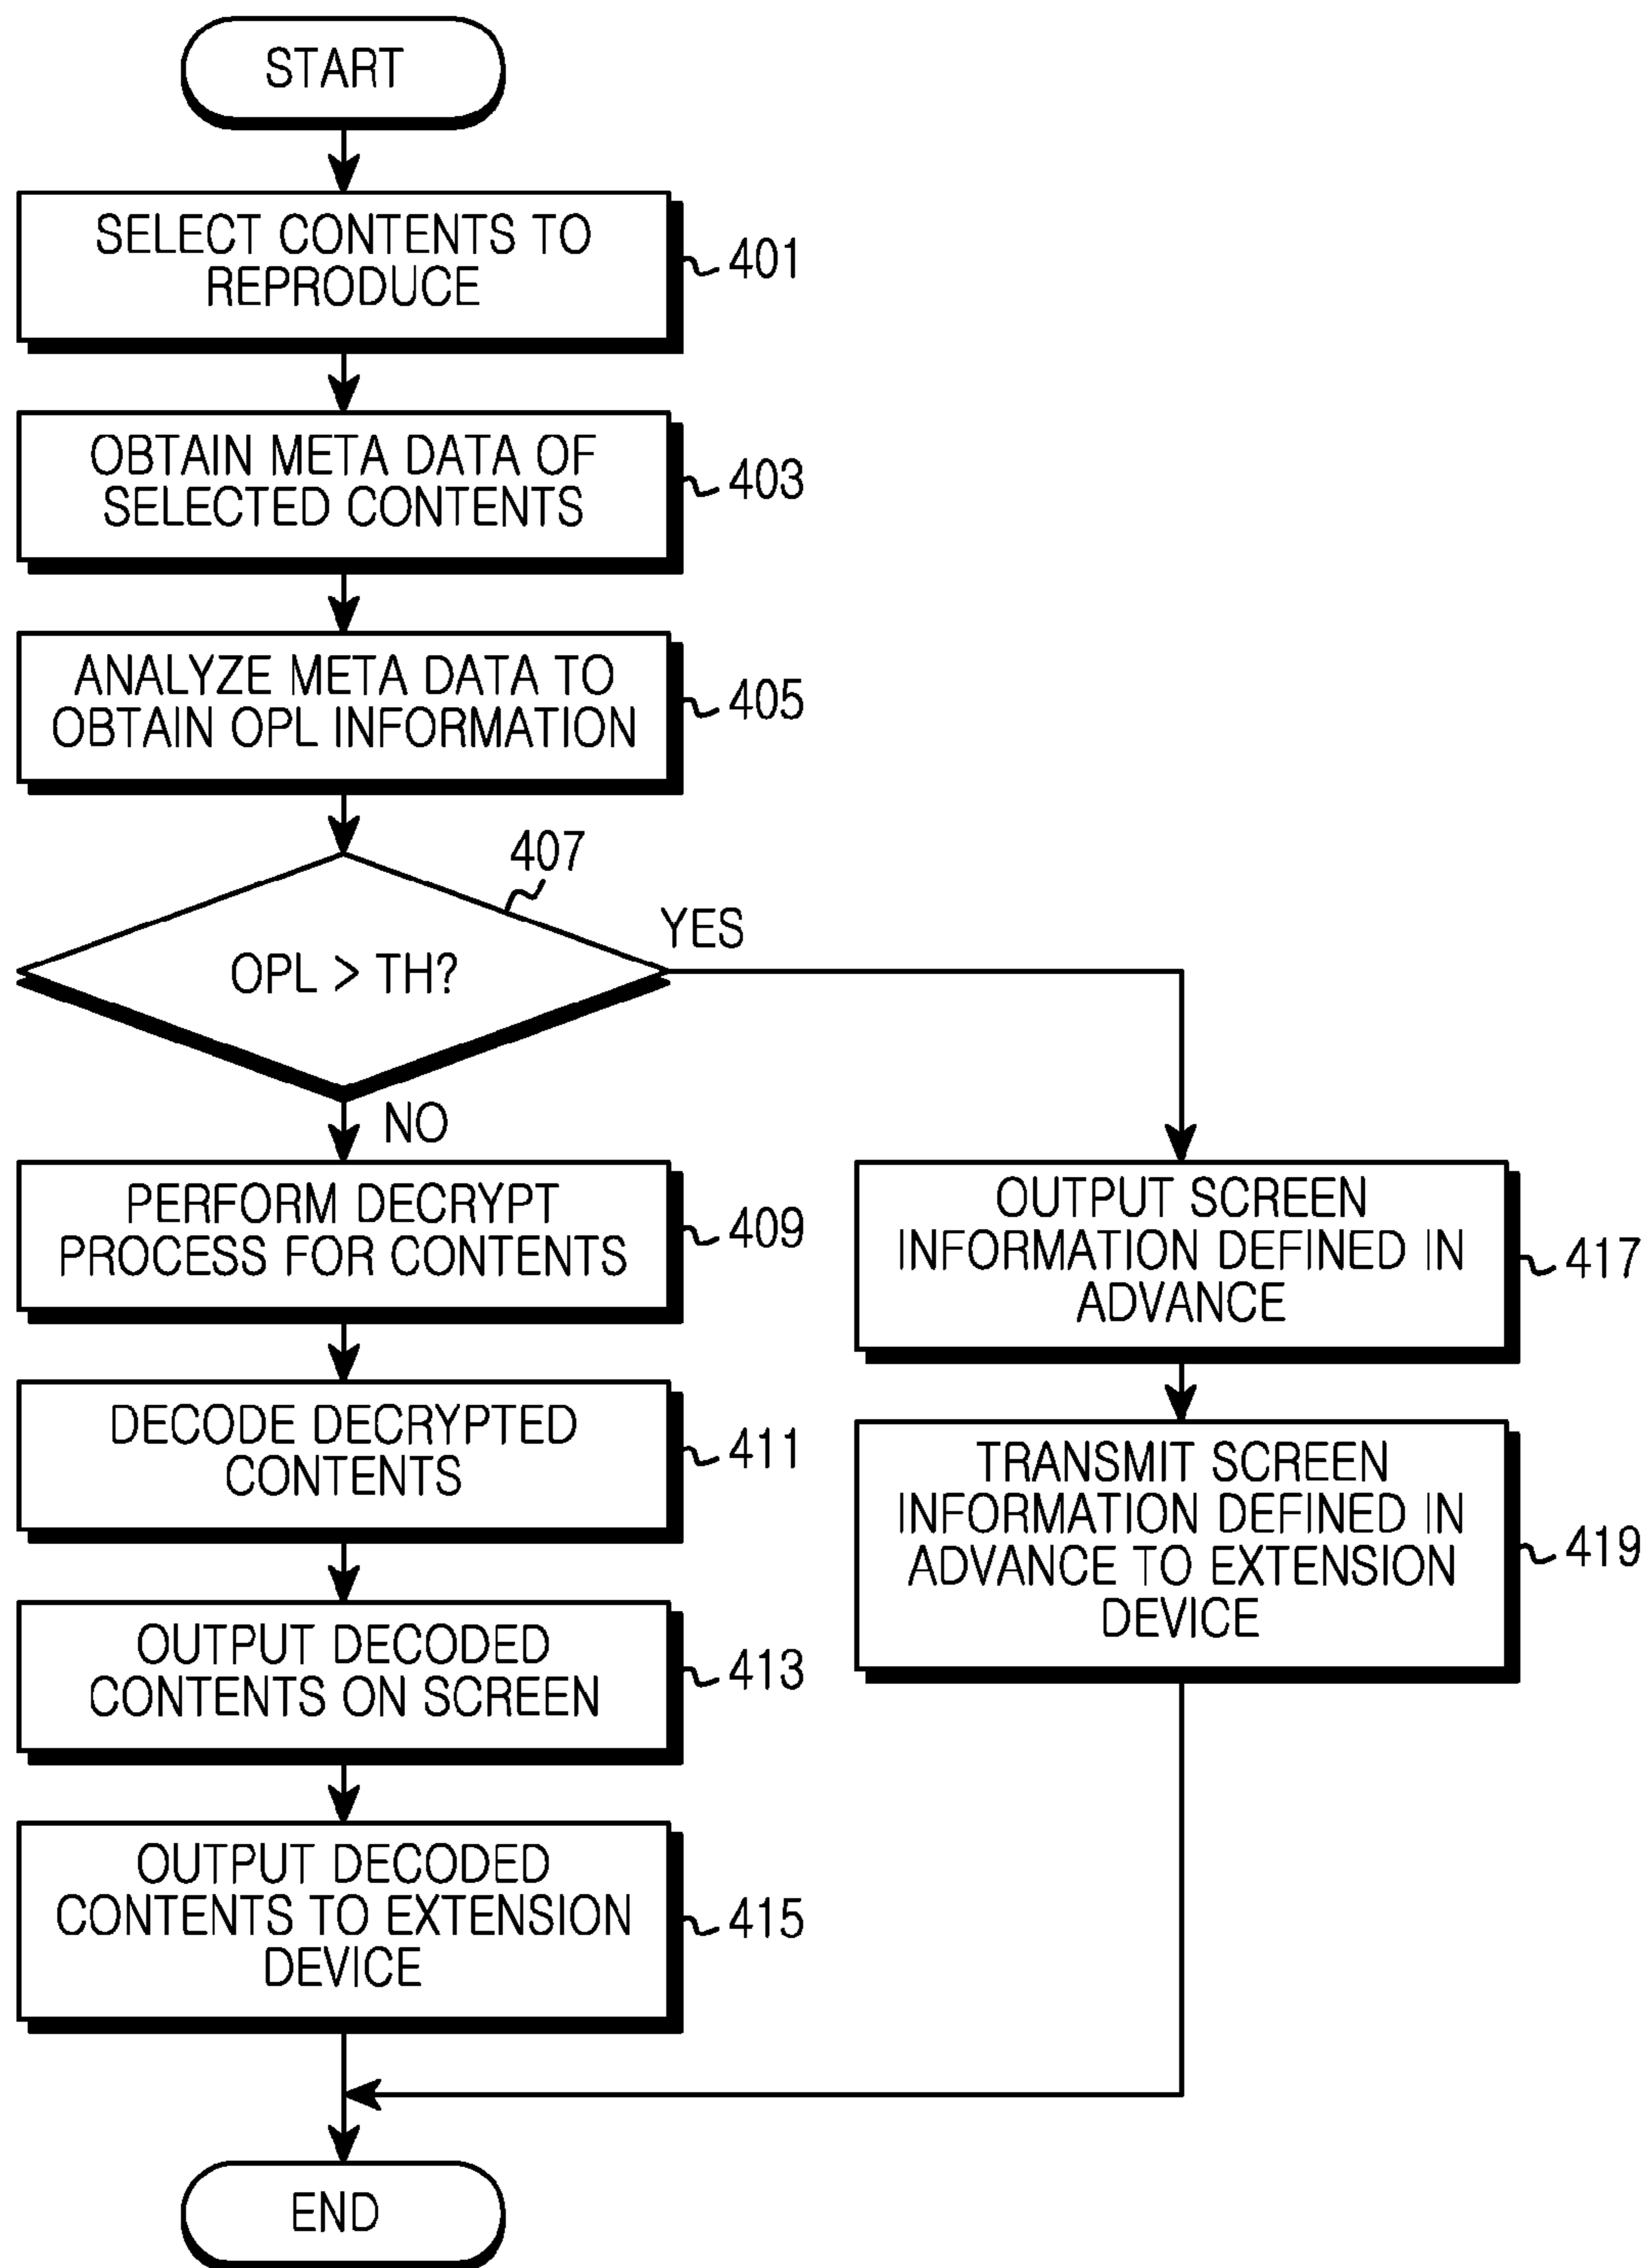 START
SELECT CONTENTS TO
REPRODUCE
401
OBTAIN META DATA OF
SELECTED CONTENTS
403
ANALYZE META DATA TO
OBTAIN OPL INFORMATION
405
407
OPL > TH?
YES
NO
PERFORM DECRYPT
PROCESS FOR CONTENTS
409
DECODE DECRYPTED
CONTENTS
411
OUTPUT DECODED
CONTENTS ON SCREEN
413
OUTPUT DECODED
CONTENTS TO EXTENSION
DEVICE
415
OUTPUT SCREEN
INFORMATION DEFINED IN
ADVANCE
417
TRANSMIT SCREEN
INFORMATION DEFINED IN
ADVANCE TO EXTENSION
DEVICE
419
END